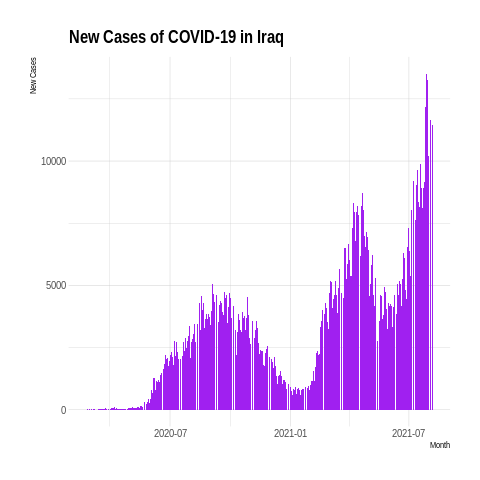 New Cases of COVID-19 in Iraq
New Cases
10000
5000
0
2020-07 2021-01 2021-07
Month